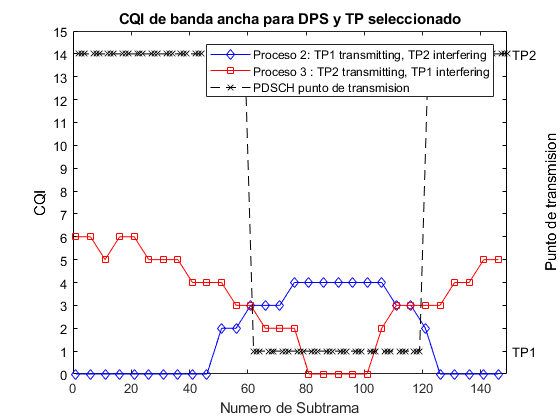 CQI de banda ancha para DPS y TP seleccionado
15
14
13
12
11
10
9
8
7
6
5
4
3
2
1
0
CQI
Proceso 2: TP1 transmitting, TP2 interfering
Proceso 3 : TP2 transmitting, TP1 interfering
PDSCH punto de transmision
TP2
TP1
Punto de transmision
0 20 40 60 80 100 120 140
Numero de Subtrama